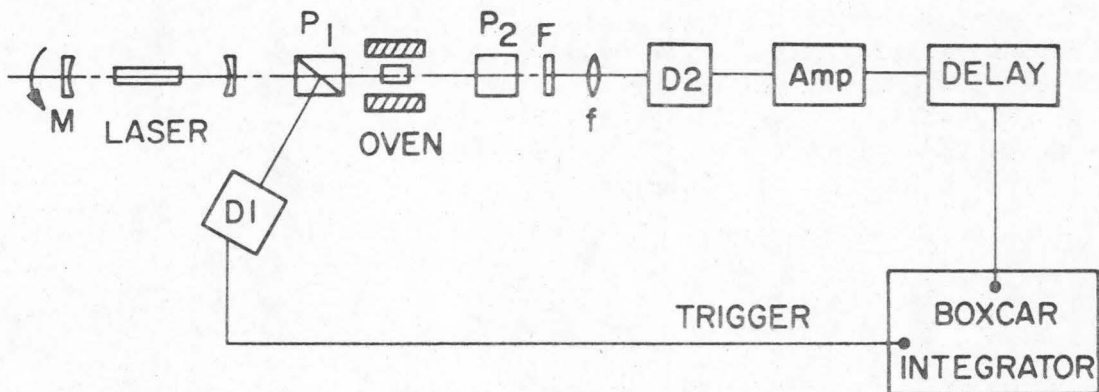 P1
P2
F
M
LASER
OVEN
f
D2
Amp
DELAY
D1
TRIGGER
BOXCAR
INTEGRATOR